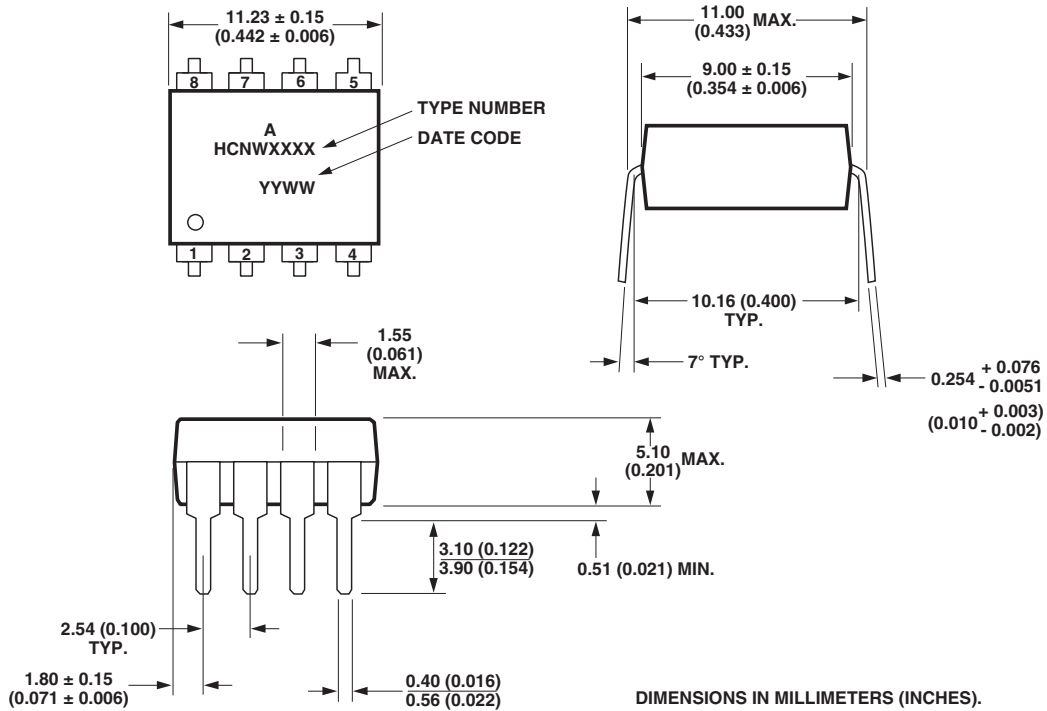 11.23 ± 0.15
(0.442 ± 0.006)
8 7 6 5
A
HCNWXXXX
YYWW
1 2 3 4
TYPE NUMBER
DATE CODE
11.00
(0.433) MAX.
9.00 ± 0.15
(0.354 ± 0.006)
10.16 (0.400)
TYP.
7° TYP.
0.254 + 0.076
- 0.0051
(0.010 + 0.003)
- 0.002)
1.55
(0.061)
MAX.
5.10
(0.201) MAX.
3.10 (0.122)
3.90 (0.154)
0.51 (0.021) MIN.
2.54 (0.100)
TYP.
1.80 ± 0.15
(0.071 ± 0.006)
0.40 (0.016)
0.56 (0.022)
DIMENSIONS IN MILLIMETERS (INCHES).